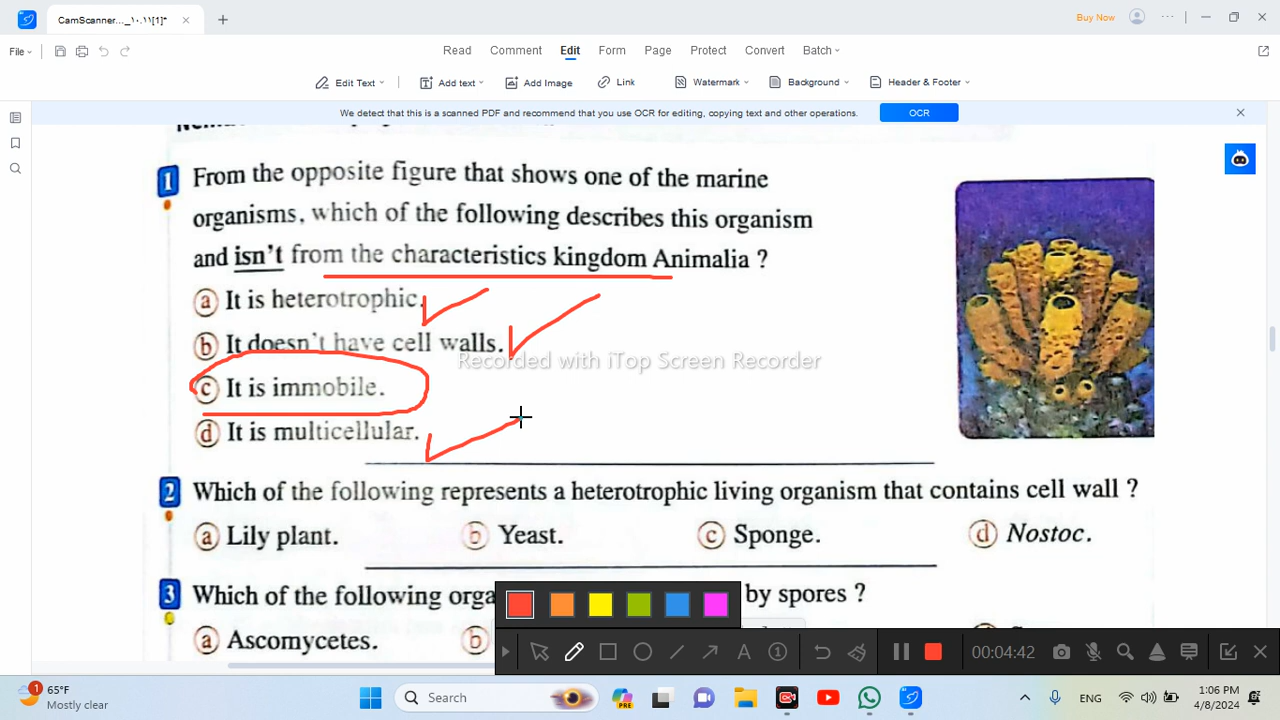 CamScanner..._١٠,١١[1]*
Buy Now
File
Read Comment Edit Form Page Protect Convert Batch
Edit Text Add text Add Image Link Watermark Background Header & Footer
We detect that this is a scanned PDF and recommend that you use OCR for editing, copying text and other operations. OCR
1 From the opposite figure that shows one of the marine
organisms, which of the following describes this organism
and isn't from the characteristics kingdom Animalia ?
a It is heterotrophic.
b It doesn't have cell walls.
Recorded with iTop Screen Recorder
c It is immobile.
d It is multicellular.
2 Which of the following represents a heterotrophic living organism that contains cell wall ?
a Lily plant. b Yeast. c Sponge. d Nostoc.
3 Which of the following orga by spores ?
a Ascomycetes. b
A 1 00:04:42
1 65°F
Mostly clear
Search
PRE
ENG
1:06 PM
4/8/2024